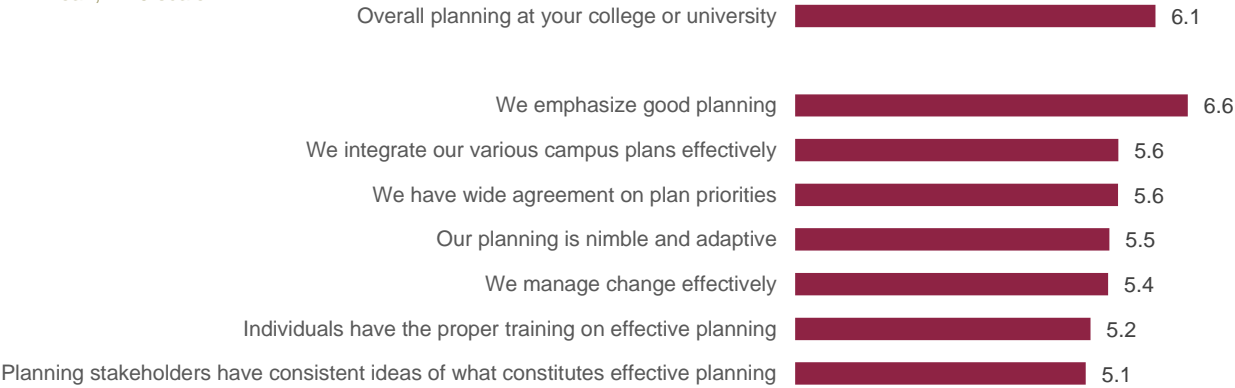 Overall planning at your college or university 6.1
We emphasize good planning 6.6
We integrate our various campus plans effectively 5.6
We have wide agreement on plan priorities 5.6
Our planning is nimble and adaptive 5.5
We manage change effectively 5.4
Individuals have the proper training on effective planning 5.2
Planning stakeholders have consistent ideas of what constitutes effective planning 5.1